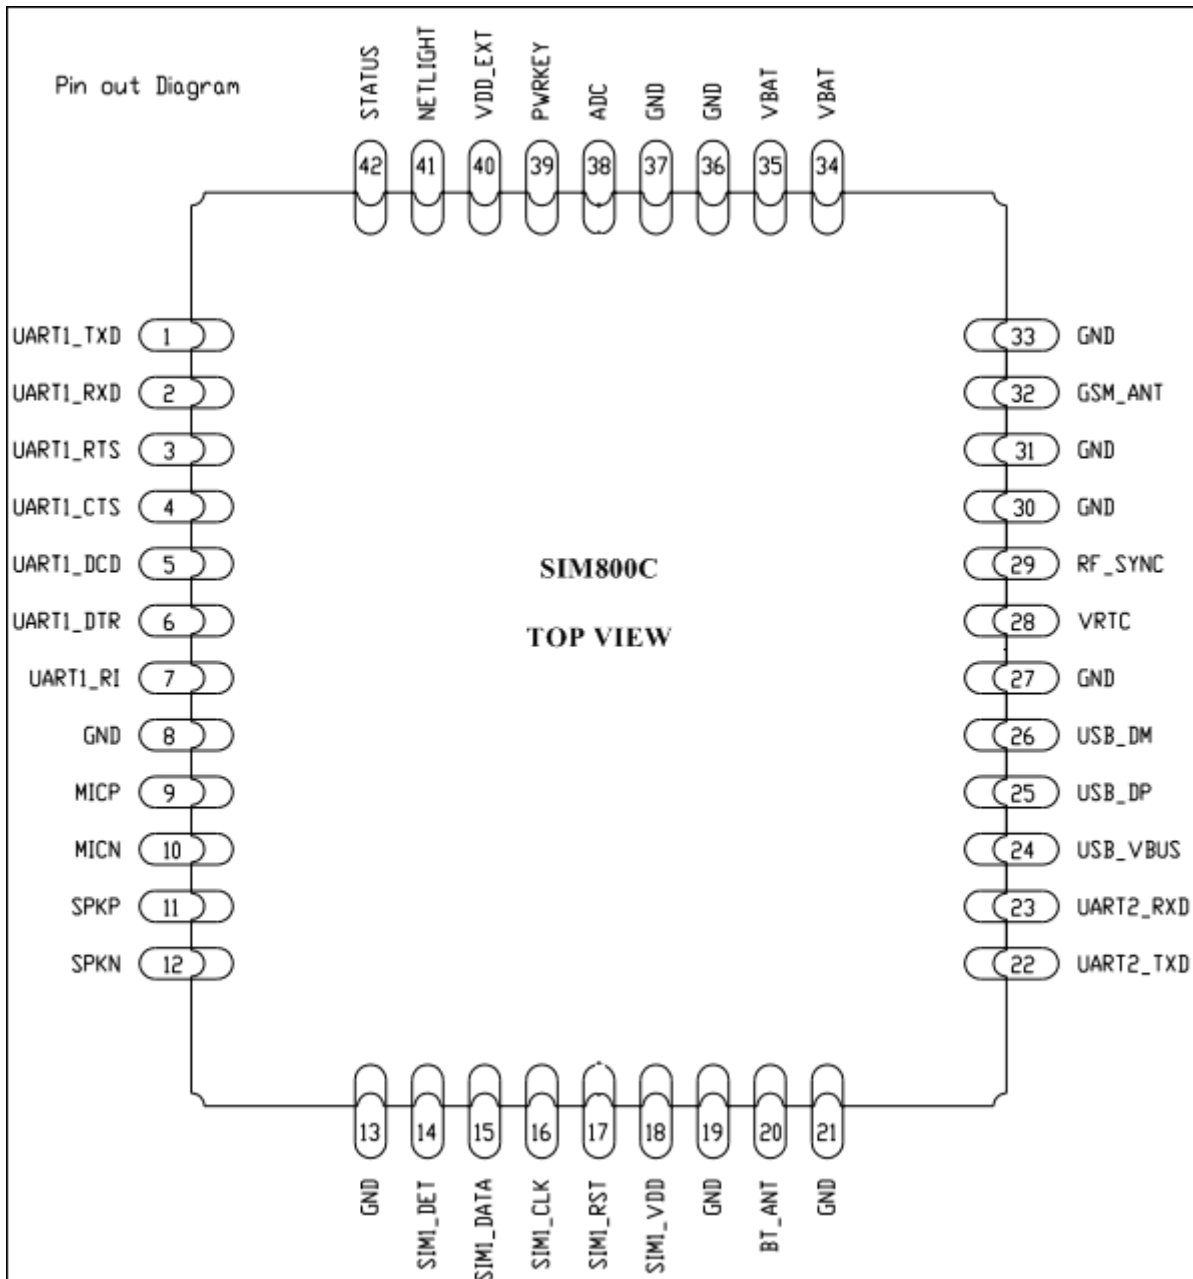 Pin out Diagram
STATUS
NETLIGHT
VDD_EXT
PWRKEY
ADC
GND
GND
VBAT
VBAT
42 41 40 39 38 37 36 35 34
UART1_TXD 1 33 GND
UART1_RXD 2 32 GSM_ANT
UART1_RTS 3 31 GND
UART1_CTS 4 30 GND
UART1_DCD 5 29 RF_SYNC
SIM800C
UART1_DTR 6 28 VRTC
TOP VIEW
UART1_RI 7 27 GND
GND 8 26 USB_DM
MICP 9 25 USB_DP
MICN 10 24 USB_VBUS
SPKP 11 23 UART2_RXD
SPKN 12 22 UART2_TXD
13 14 15 16 17 18 19 20 21
GND
SIM1_DET
SIM1_DATA
SIM1_CLK
SIM1_RST
SIM1_VDD
GND
BT_ANT
GND